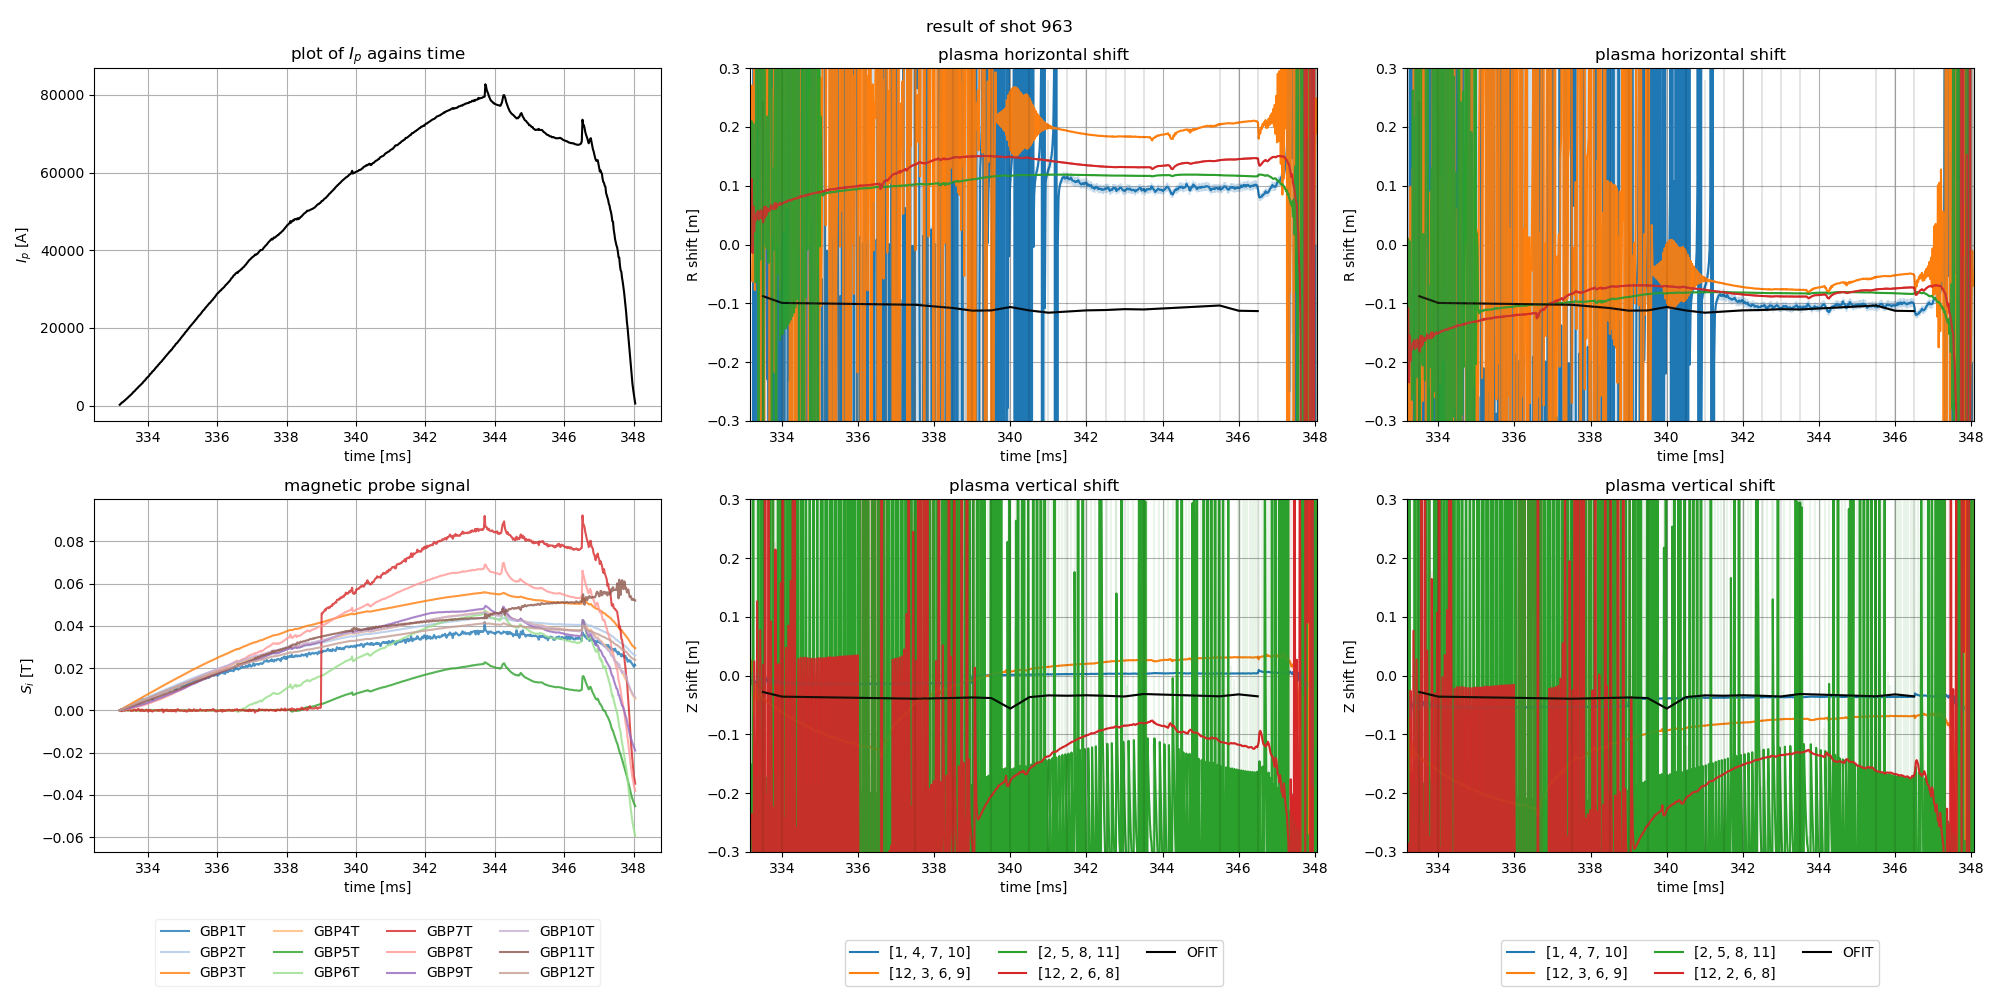 result of shot 963
plot of I_p agains time
plasma horizontal shift
plasma horizontal shift
80000
60000
40000
20000
0
I_p [A]
334 336 338 340 342 344 346 348
time [ms]
0.3
0.2
0.1
0.0
−0.1
−0.2
−0.3
R shift [m]
334 336 338 340 342 344 346 348
time [ms]
0.3
0.2
0.1
0.0
−0.1
−0.2
−0.3
R shift [m]
334 336 338 340 342 344 346 348
time [ms]
magnetic probe signal
plasma vertical shift
plasma vertical shift
0.08
0.06
0.04
0.02
0.00
−0.02
−0.04
−0.06
S_i [T]
334 336 338 340 342 344 346 348
time [ms]
0.3
0.2
0.1
0.0
−0.1
−0.2
−0.3
Z shift [m]
334 336 338 340 342 344 346 348
time [ms]
0.3
0.2
0.1
0.0
−0.1
−0.2
−0.3
Z shift [m]
334 336 338 340 342 344 346 348
time [ms]
GBP1T GBP4T GBP7T GBP10T
GBP2T GBP5T GBP8T GBP11T
GBP3T GBP6T GBP9T GBP12T
[1, 4, 7, 10] [2, 5, 8, 11] OFIT
[12, 3, 6, 9] [12, 2, 6, 8]
[1, 4, 7, 10] [2, 5, 8, 11] OFIT
[12, 3, 6, 9] [12, 2, 6, 8]